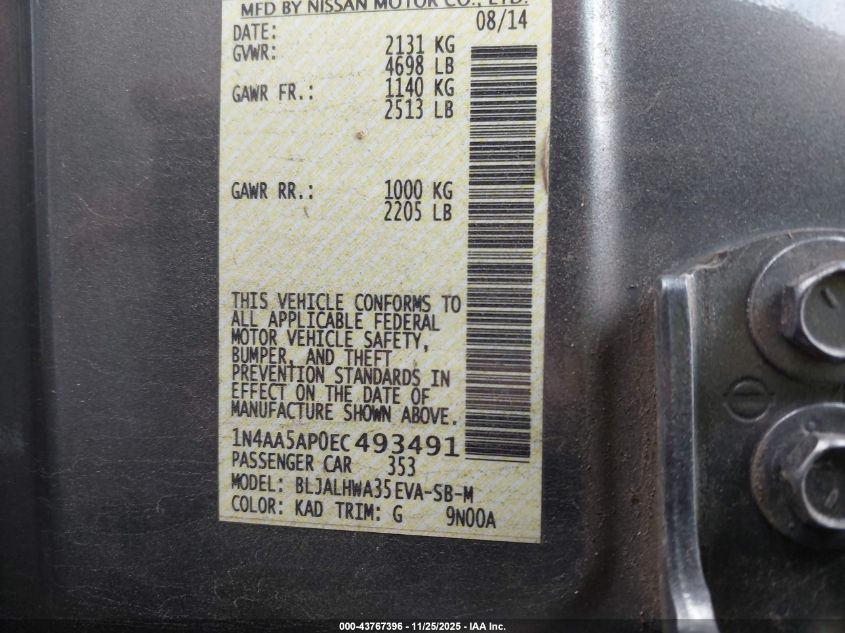 MFD BY NISSAN MOTOR CO., LTD.
DATE: 08/14
GVWR: 2131 KG
4698 LB
GAWR FR.: 1140 KG
2513 LB
GAWR RR.: 1000 KG
2205 LB
THIS VEHICLE CONFORMS TO
ALL APPLICABLE FEDERAL
MOTOR VEHICLE SAFETY,
BUMPER, AND THEFT
PREVENTION STANDARDS IN
EFFECT ON THE DATE OF
MANUFACTURE SHOWN ABOVE.
1N4AA5AP0EC493491
PASSENGER CAR 353
MODEL: BLJALHWA35EVA-SB-M
COLOR: KAD TRIM: G 9N00A
000-43767396 - 11/25/2025 - IAA Inc.